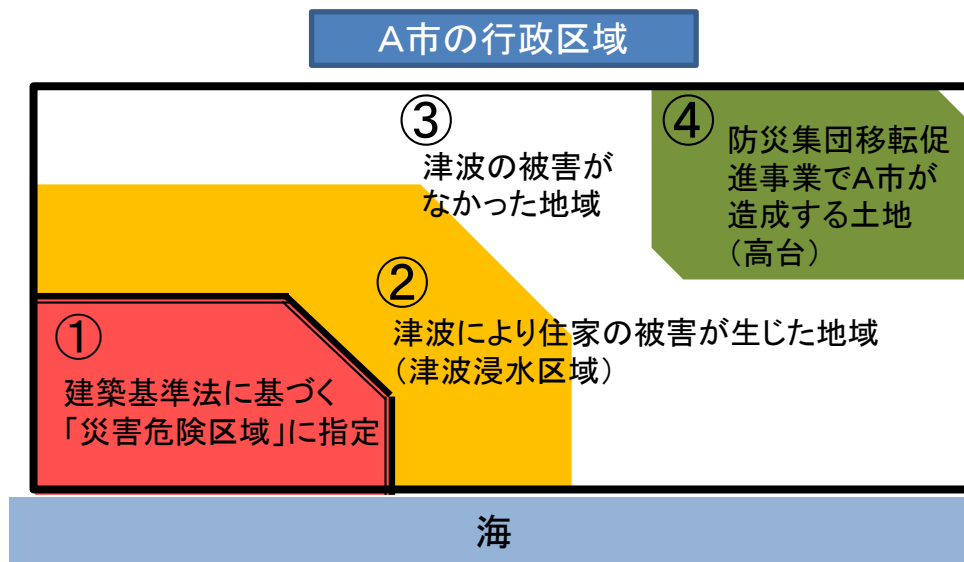 A市の行政区域
③
津波の被害が
なかった地域
④
防災集団移転促
進事業でA市が
造成する土地
（高台）
②
津波により住家の被害が生じた地域
（津波浸水区域）
①
建築基準法に基づく
「災害危険区域」に指定
海